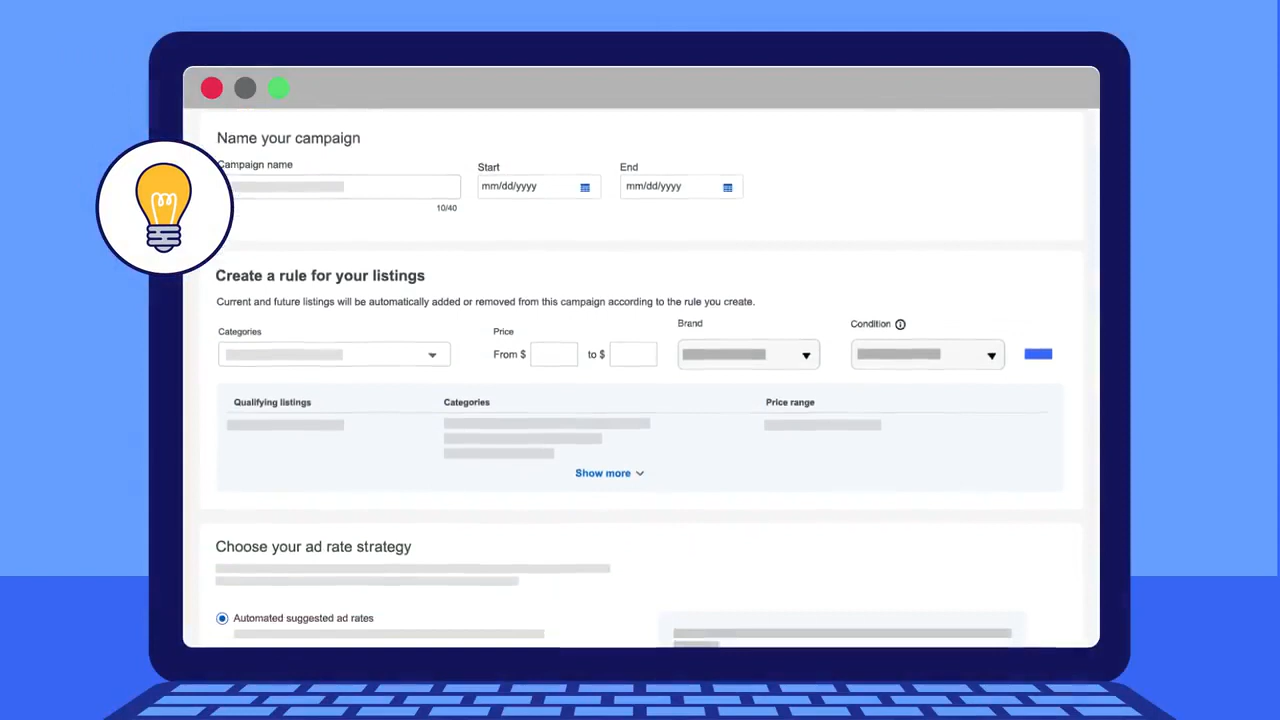 Name your campaign
Campaign name
Start
End
mm/dd/yyyy
mm/dd/yyyy
10/40
Create a rule for your listings
Current and future listings will be automatically added or removed from this campaign according to the rule you create.
Categories
Price
Brand
Condition
From $
to $
Qualifying listings
Categories
Price range
Show more
Choose your ad rate strategy
Automated suggested ad rates